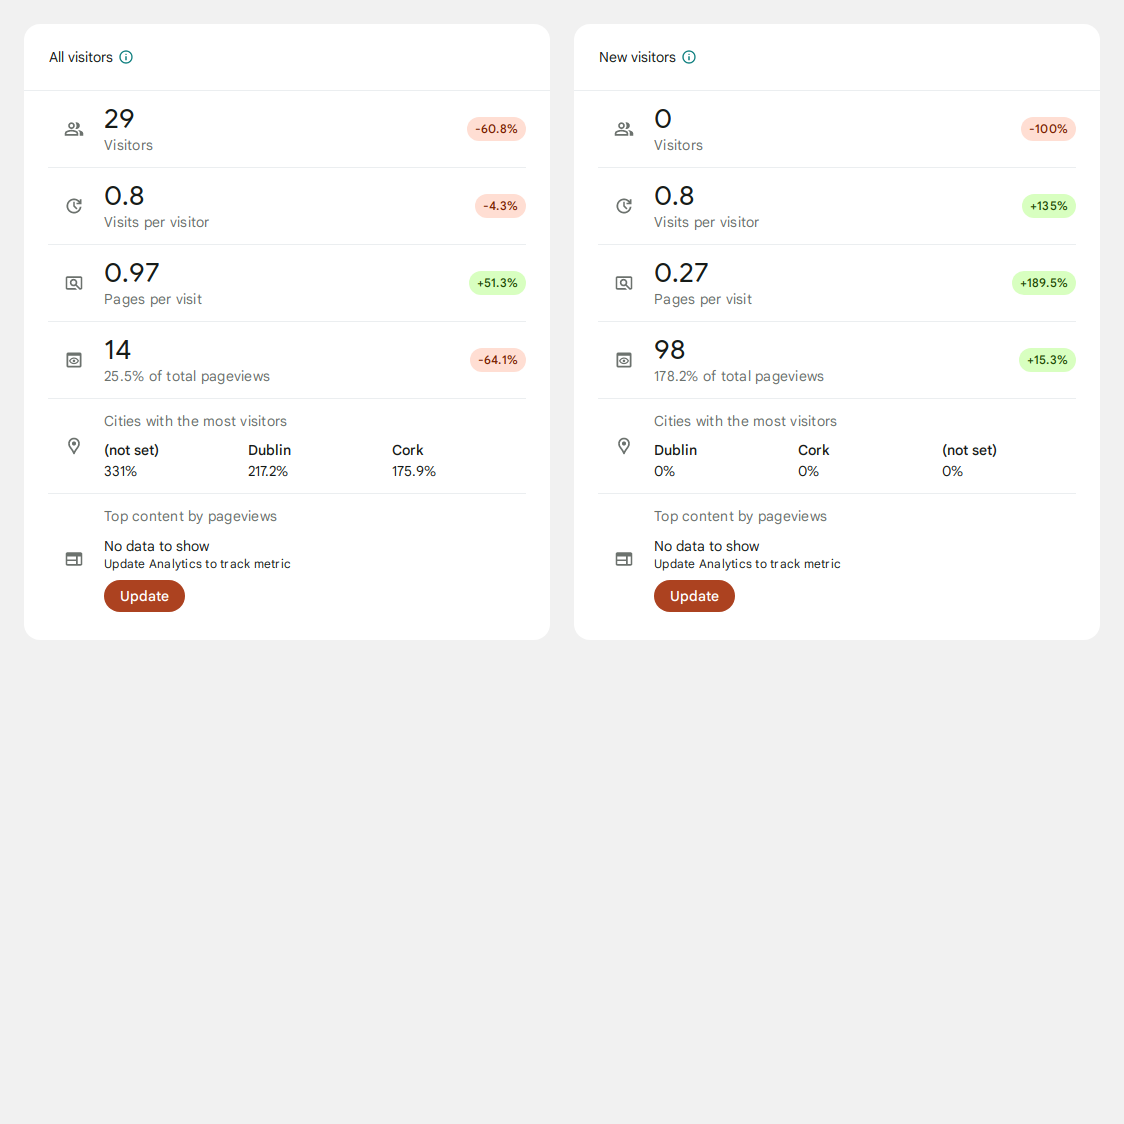 All visitors
29
Visitors
-60.8%
0.8
Visits per visitor
-4.3%
0.97
Pages per visit
+51.3%
14
25.5% of total pageviews
-64.1%
Cities with the most visitors
(not set) Dublin Cork
331% 217.2% 175.9%
Top content by pageviews
No data to show
Update Analytics to track metric
Update
New visitors
0
Visitors
-100%
0.8
Visits per visitor
+135%
0.27
Pages per visit
+189.5%
98
178.2% of total pageviews
+15.3%
Cities with the most visitors
Dublin Cork (not set)
0% 0% 0%
Top content by pageviews
No data to show
Update Analytics to track metric
Update